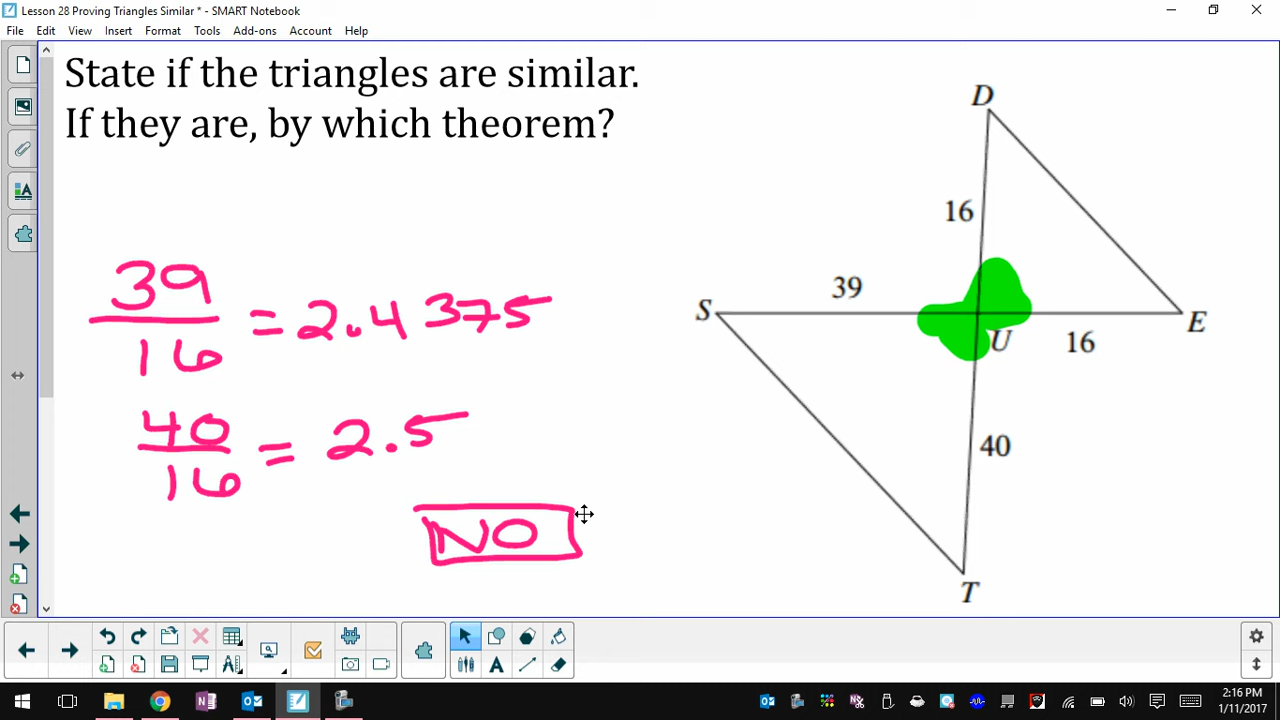 Lesson 28 Proving Triangles Similar * - SMART Notebook
File Edit View Insert Format Tools Add-ons Account Help
State if the triangles are similar.
If they are, by which theorem?
39
16
= 2.4375
40
16
= 2.5
NO
D
16
39
S
U
E
16
40
T
2:16 PM
1/11/2017